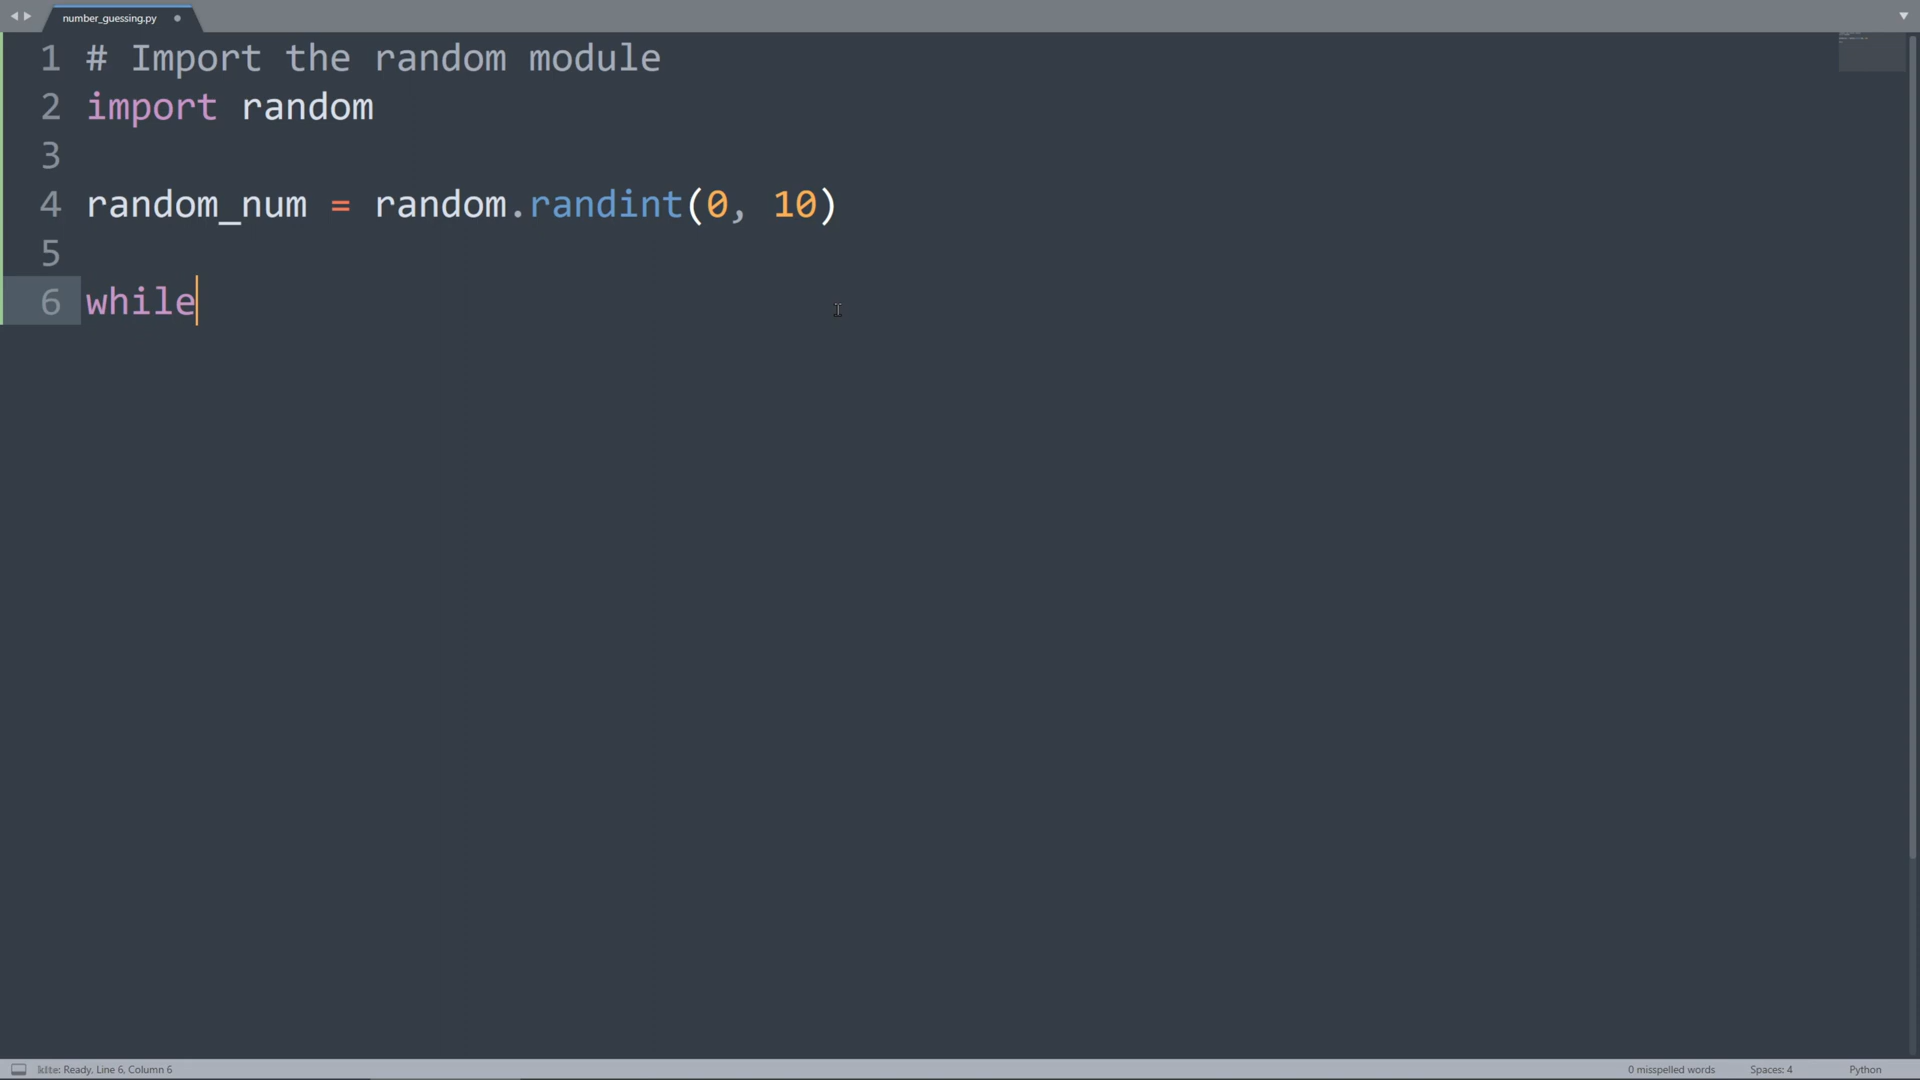 number_guessing.py
1 # Import the random module
2 import random
3
4 random_num = random.randint(0, 10)
5
6 while
kite: Ready, Line 6, Column 6
0 misspelled words
Spaces: 4
Python